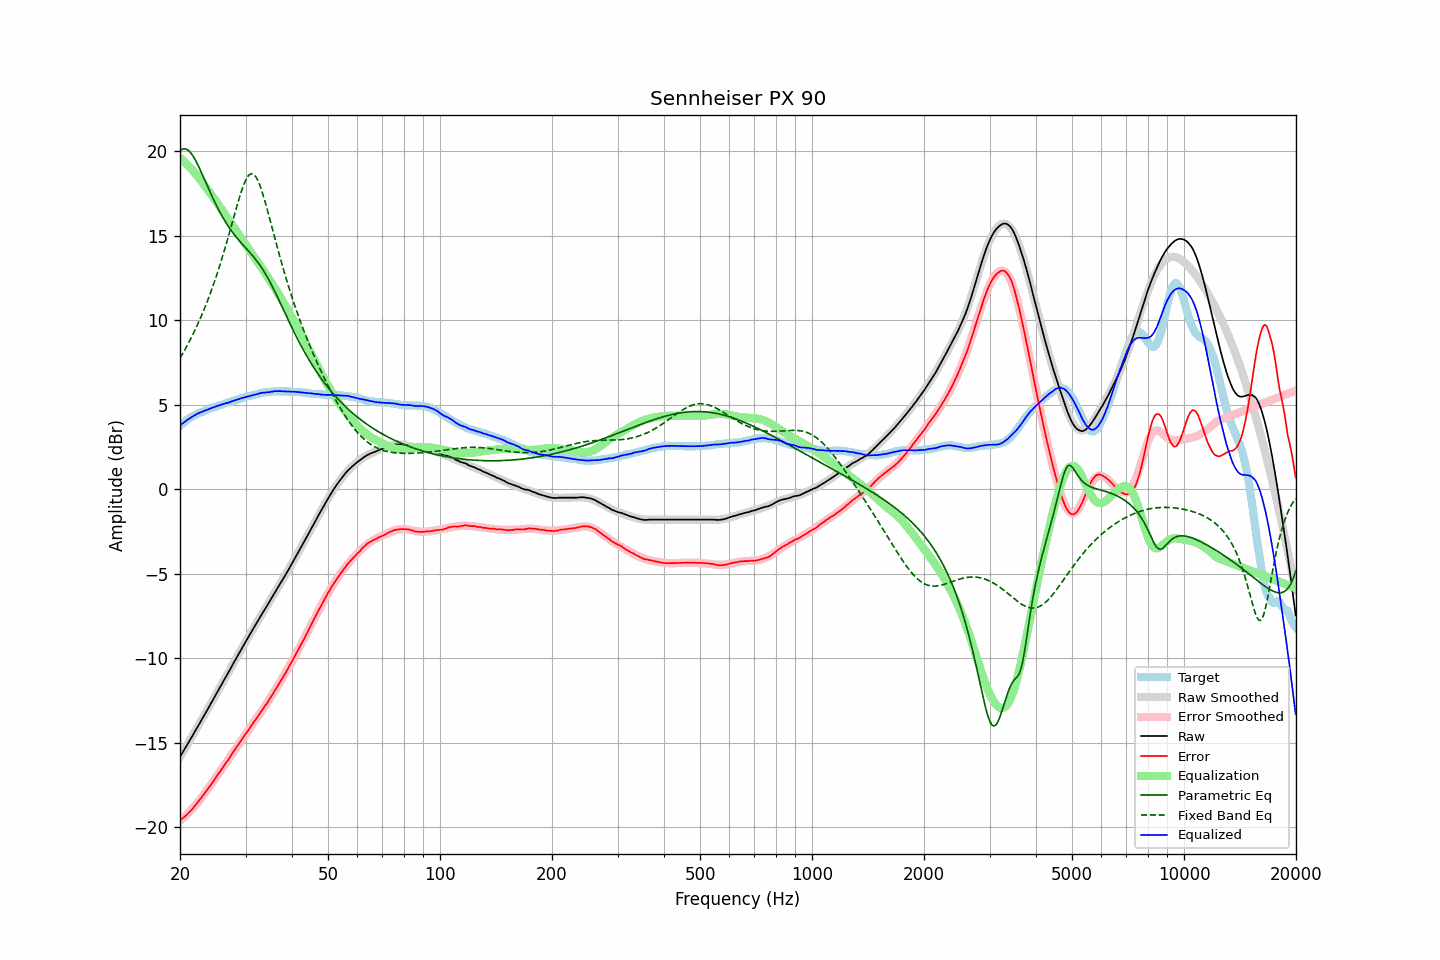 Sennheiser PX 90
Amplitude (dBr)
20
15
10
5
0
−5
−10
−15
−20
20
50
100
200
500
1000
2000
5000
10000
20000
Frequency (Hz)
Target
Raw Smoothed
Error Smoothed
Raw
Error
Equalization
Parametric Eq
Fixed Band Eq
Equalized